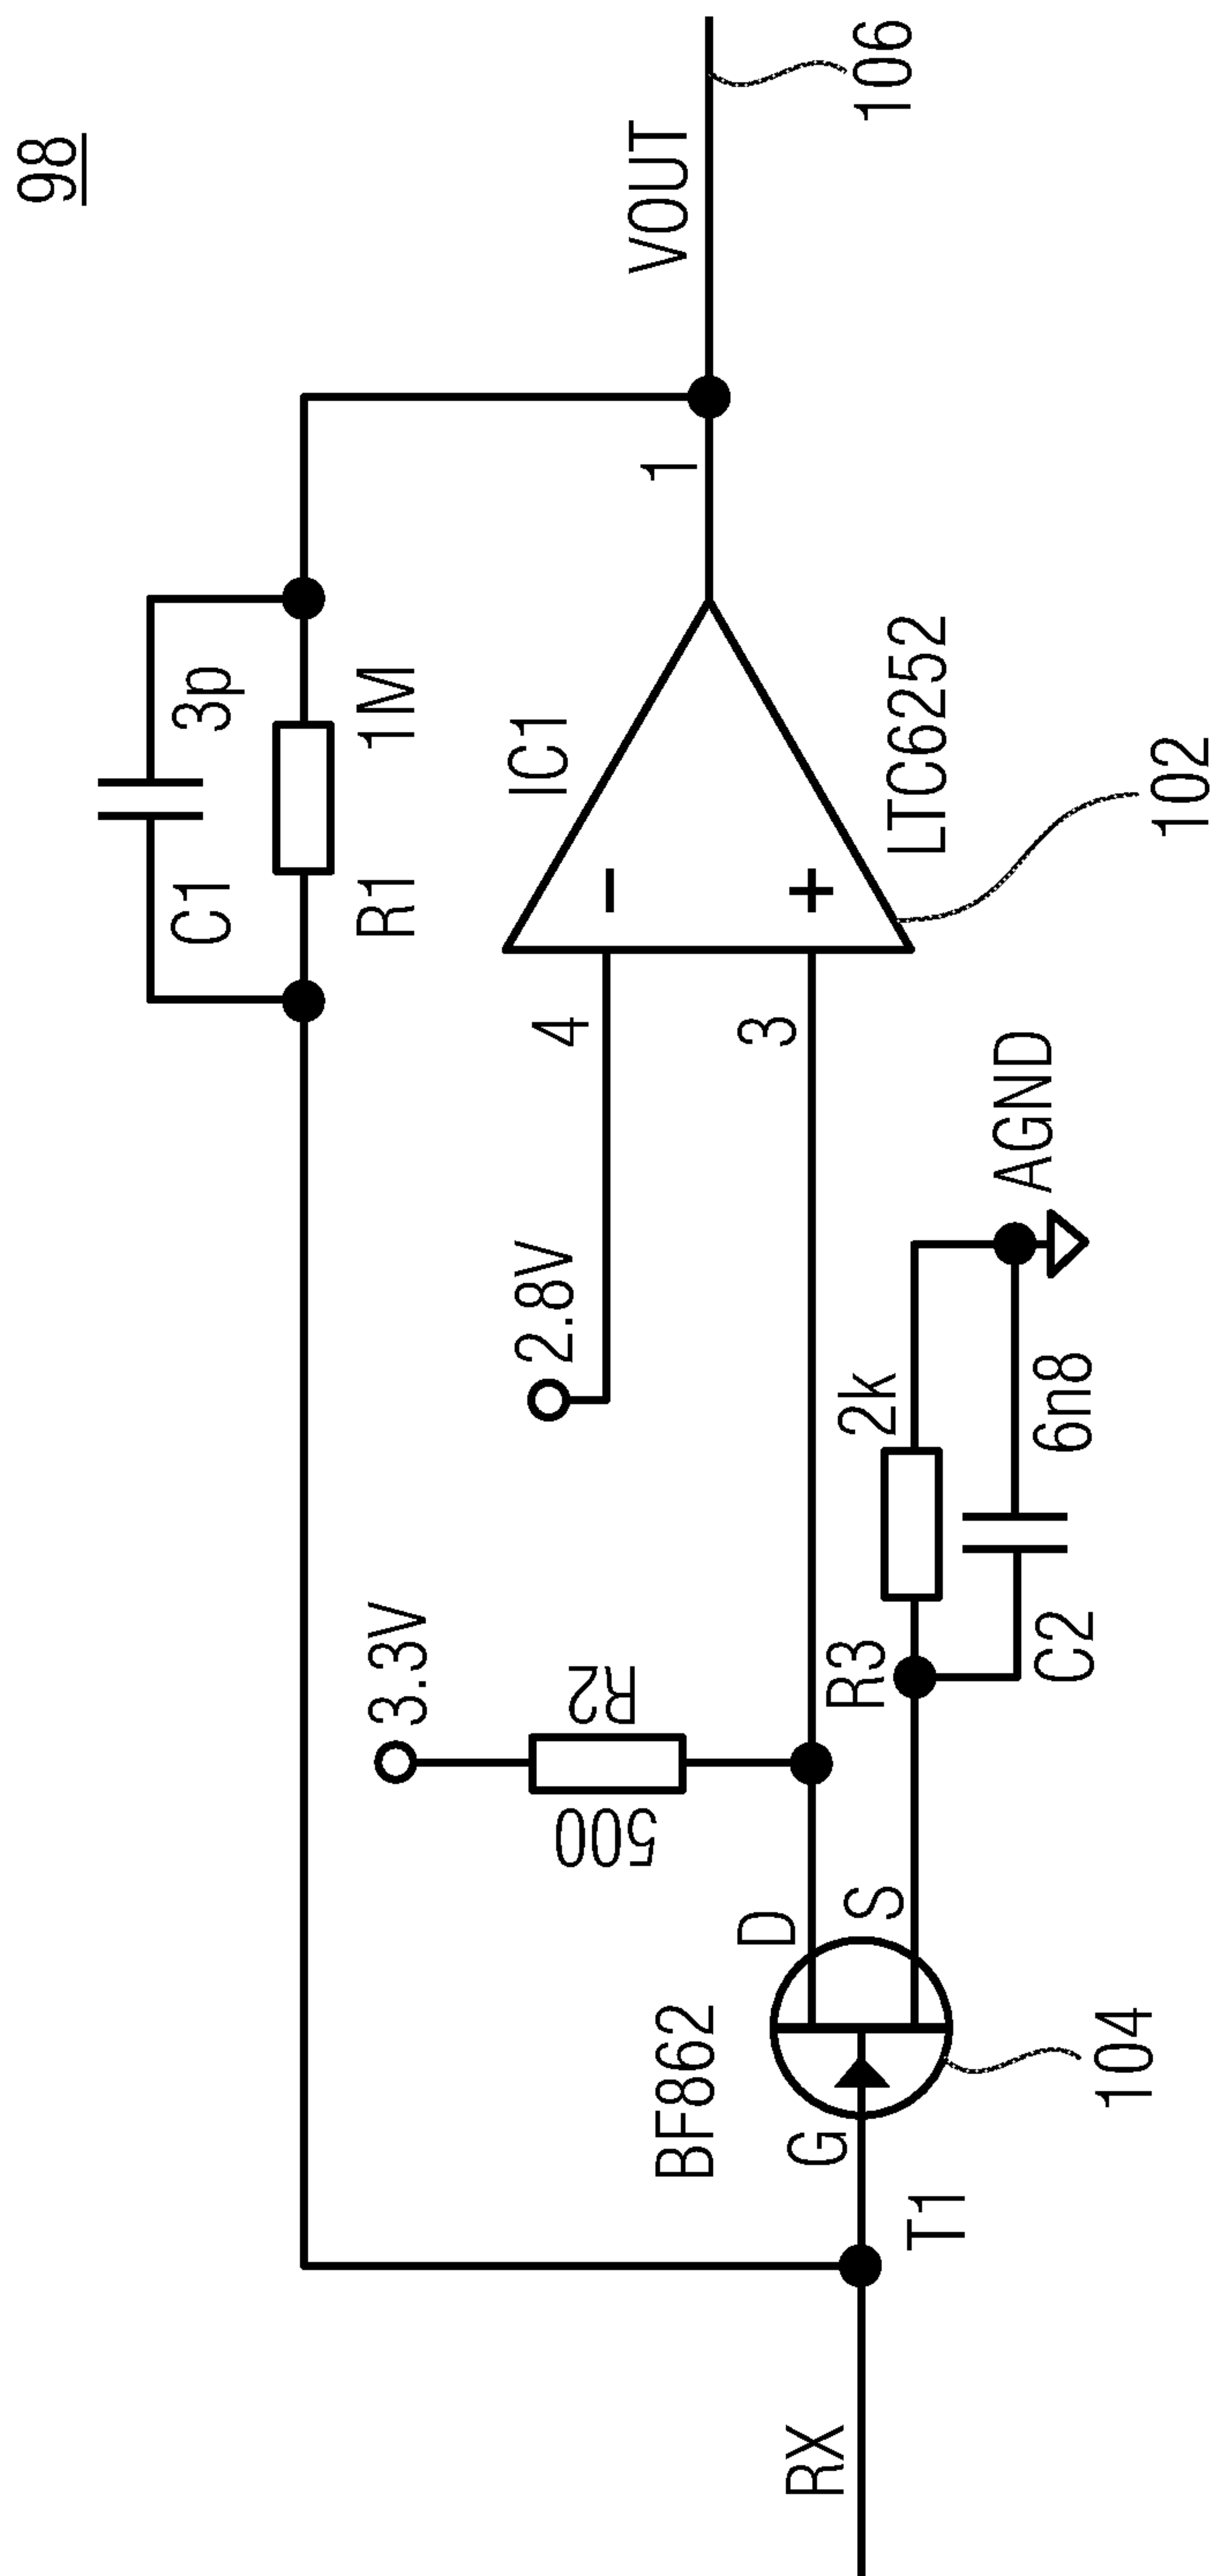 98
C1
3p
R1
1M
IC1
VOUT
106
1
4
3
2.8V
LTC6252
102
3.3V
R2
500
BF862
D
S
G
T1
RX
104
R3
2k
C2
6n8
AGND
−
+